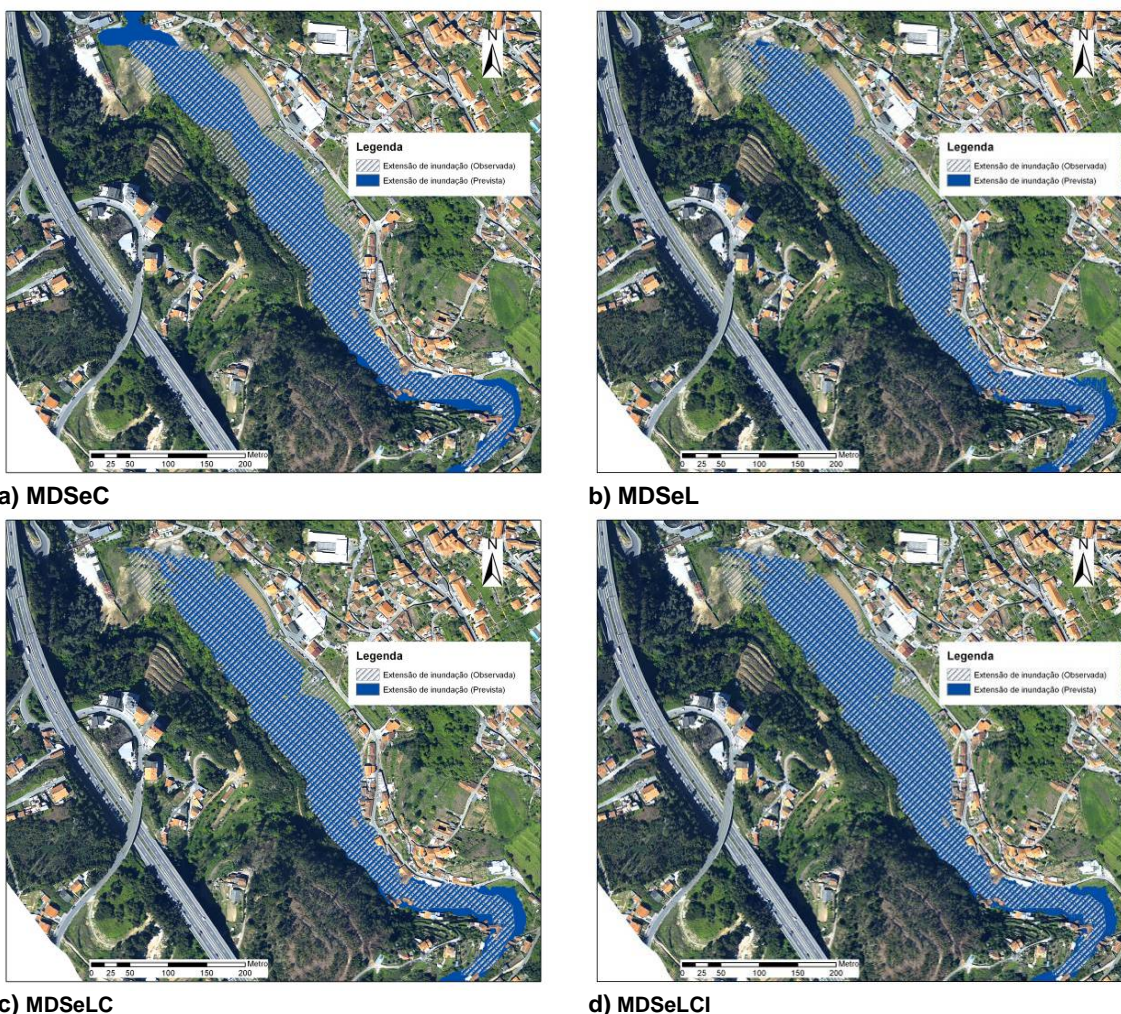 N
Legenda
Extensão de inundação (Observada)
Extensão de inundação (Prevista)
0 25 50 100 150 200 Metro
a) MDSeC
N
Legenda
Extensão de inundação (Observada)
Extensão de inundação (Prevista)
0 25 50 100 150 200 Metro
b) MDSeL
N
Legenda
Extensão de inundação (Observada)
Extensão de inundação (Prevista)
0 25 50 100 150 200 Metro
c) MDSeLC
N
Legenda
Extensão de inundação (Observada)
Extensão de inundação (Prevista)
0 25 50 100 150 200 Metro
d) MDSeLCI